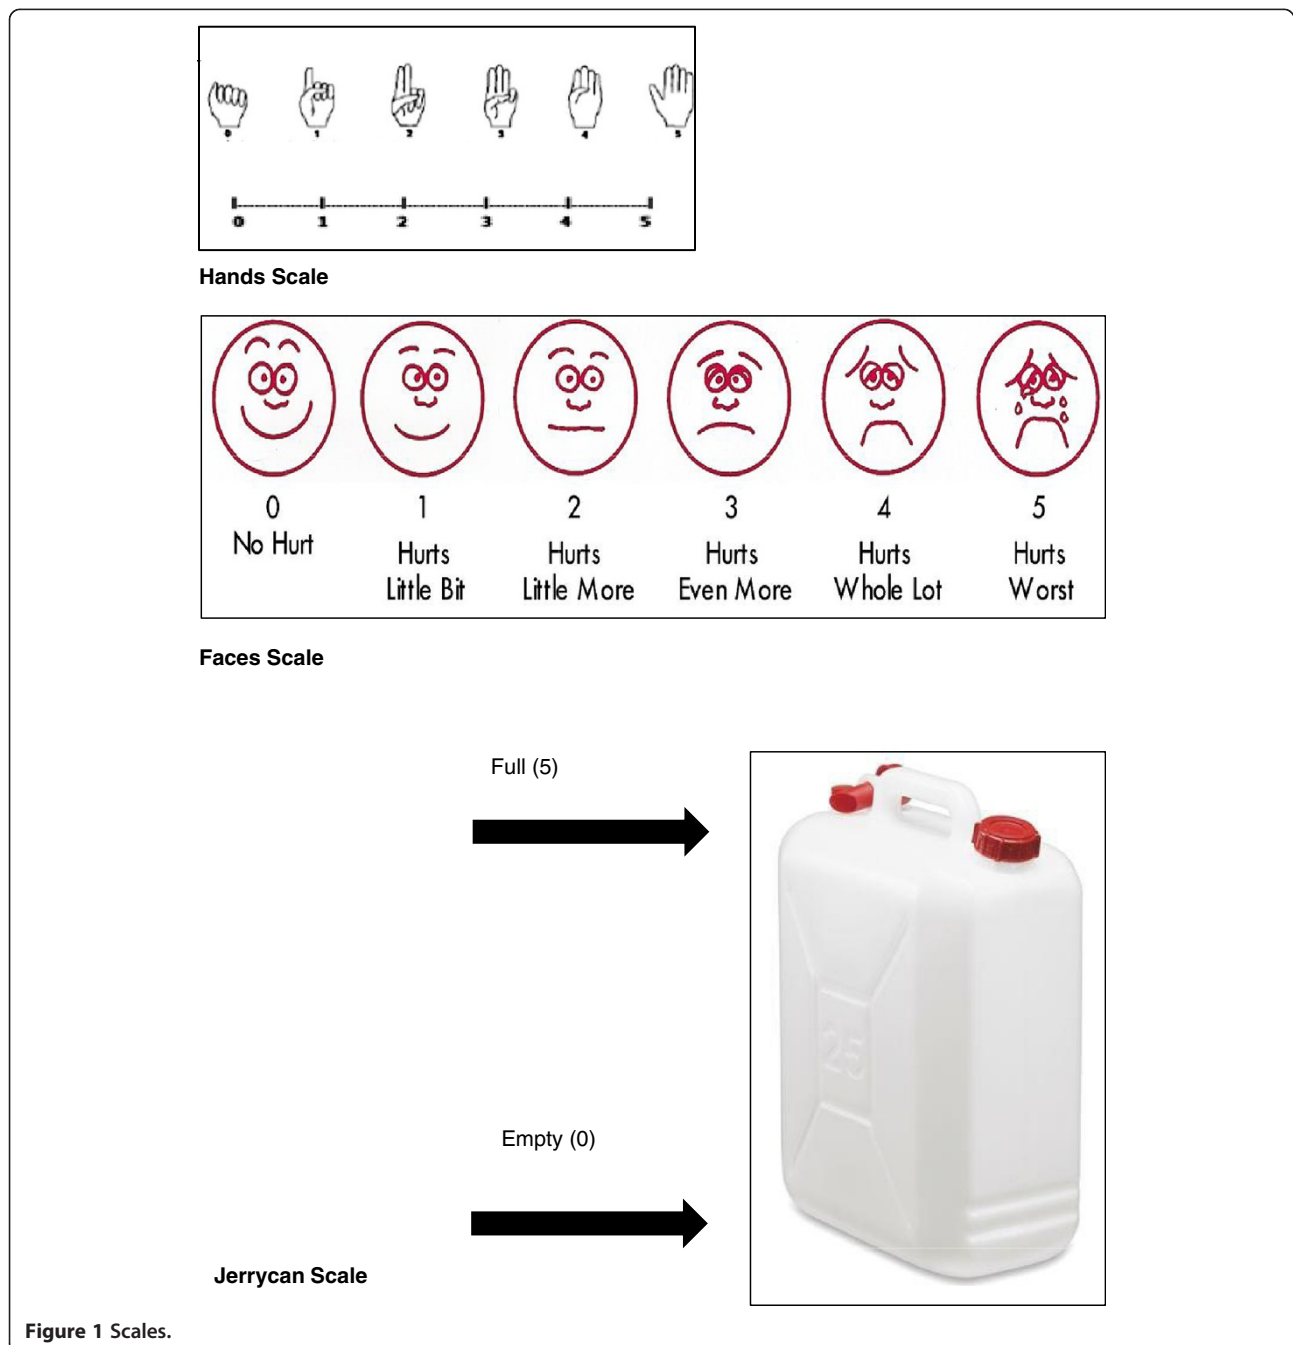 0 1 2 3 4 5
0 1 2 3 4 5
Hands Scale
0 1 2 3 4 5
No Hurt Hurts Hurts Hurts Hurts Hurts
Little Bit Little More Even More Whole Lot Worst
Faces Scale
Full (5)
25
Empty (0)
Jerrycan Scale
Figure 1 Scales.